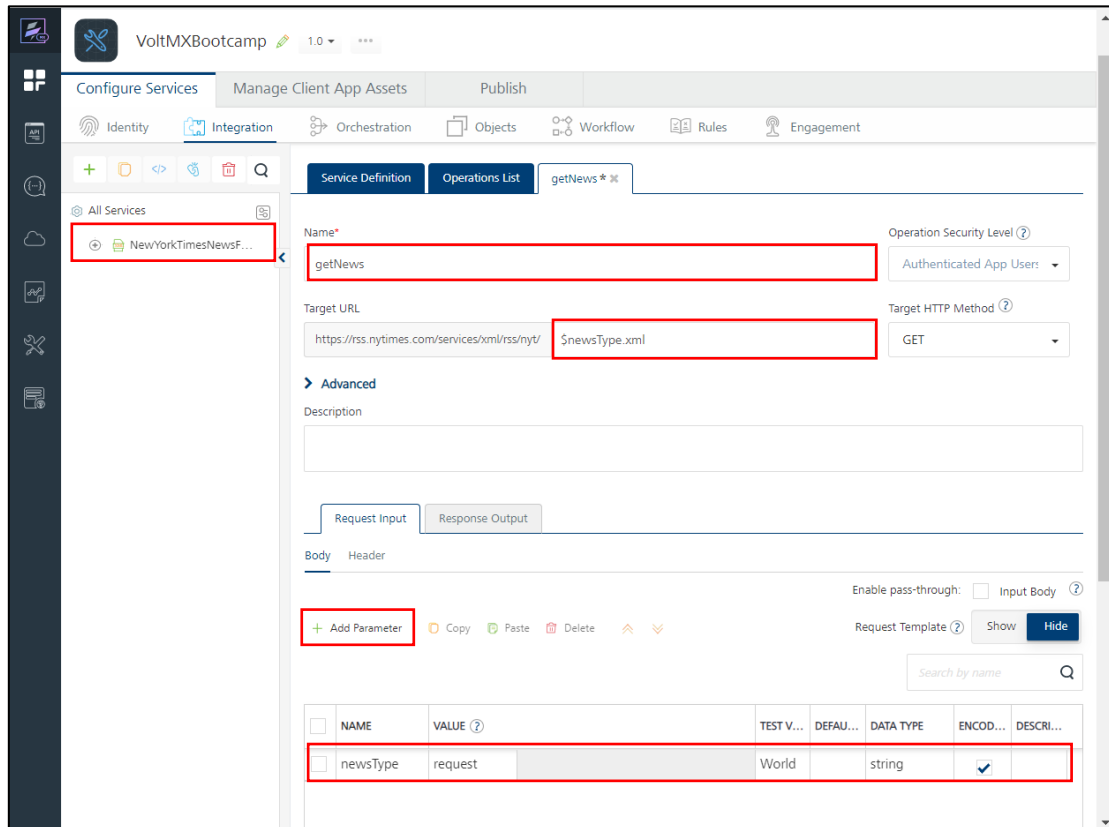 VoltMXBootcamp 1.0
Configure Services Manage Client App Assets Publish
Identity Integration Orchestration Objects Workflow Rules Engagement
API
Service Definition Operations List getNews *
All Services
NewYorkTimesNewsF...
Name* Operation Security Level ?
getNews Authenticated App Users
Target URL Target HTTP Method ?
https://rss.nytimes.com/services/xml/rss/nyt/ $newsType.xml GET
Advanced
Description
Request Input Response Output
Body Header
Enable pass-through: Input Body ?
+ Add Parameter Copy Paste Delete Request Template ? Show Hide
Search by name
NAME VALUE ? TEST V... DEFAU... DATA TYPE ENCOD... DESCRI...
newsType request World string